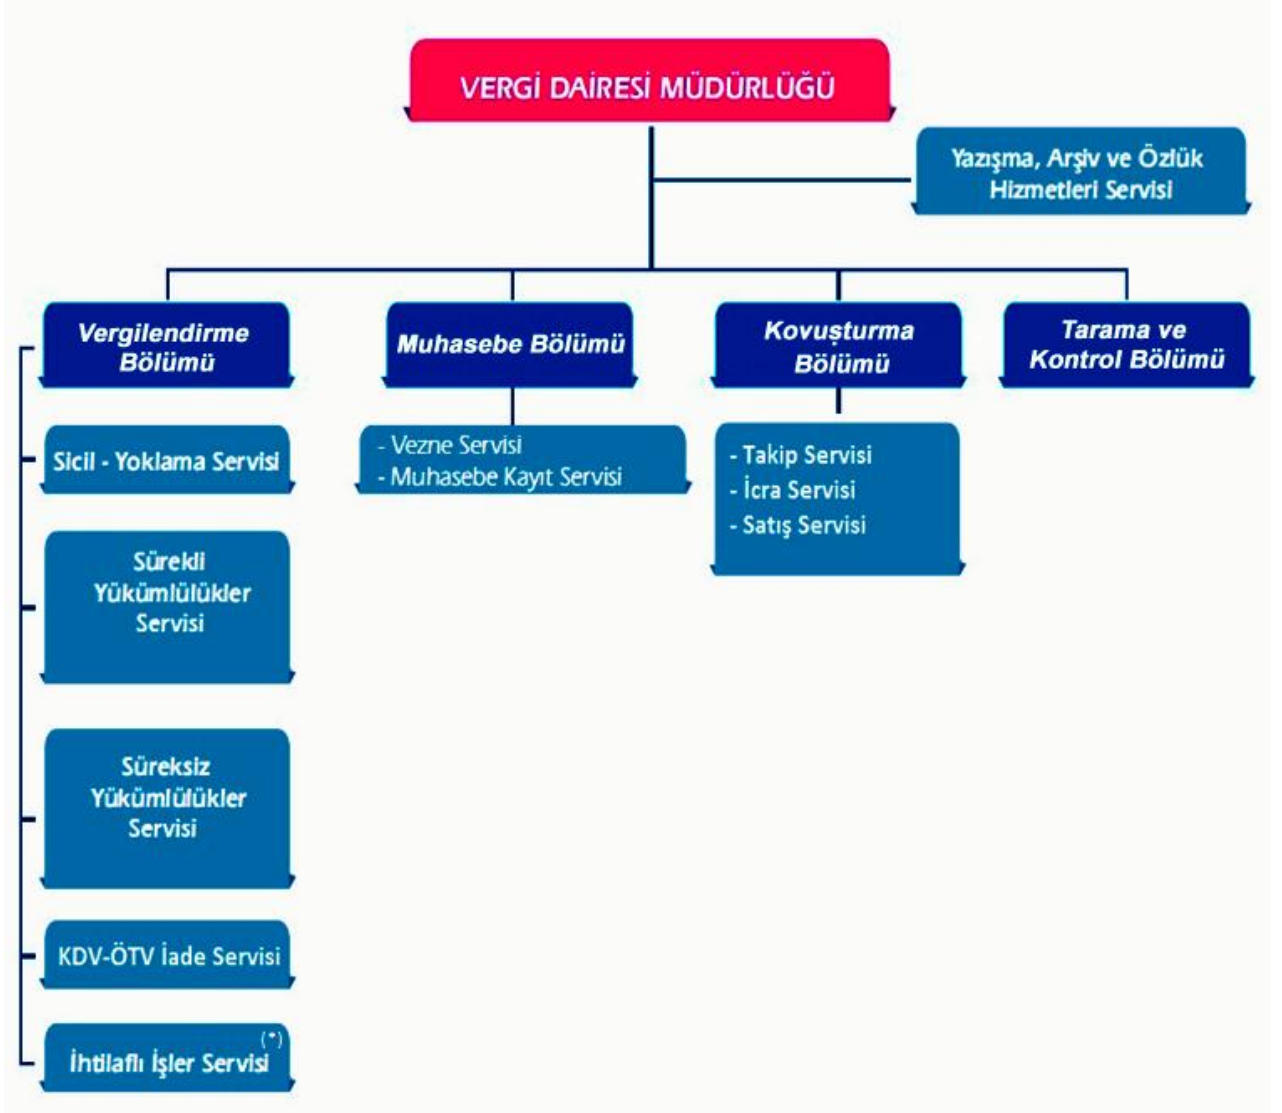 VERGİ DAİRESİ MÜDÜRLÜĞÜ
Yazışma, Arşiv ve Özlük
Hizmetleri Servisi
Vergilendirme
Bölümü
Muhasebe Bölümü
Kovuşturma
Bölümü
Tarama ve
Kontrol Bölümü
Sicil - Yoklama Servisi
- Vezne Servisi
- Muhasebe Kayıt Servisi
- Takip Servisi
- İcra Servisi
- Satış Servisi
Sürekli
Yükümlülükler
Servisi
Süreksiz
Yükümlülükler
Servisi
KDV-ÖTV İade Servisi
İhtilaflı İşler Servisi (*)